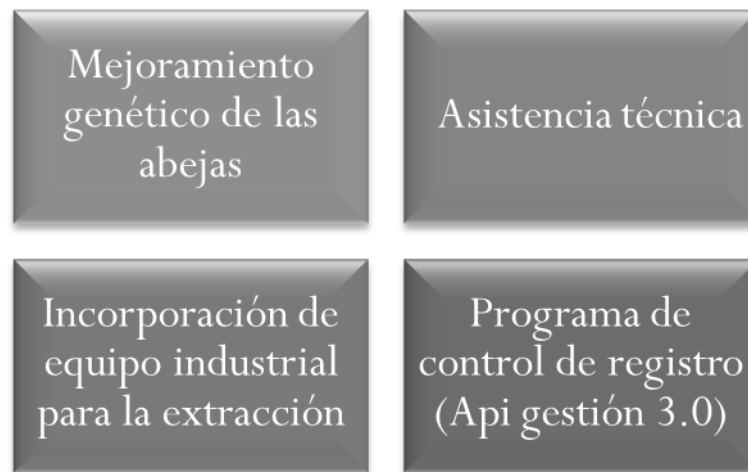 Mejoramiento
genético de las
abejas
Asistencia técnica
Incorporación de
equipo industrial
para la extracción
Programa de
control de registro
(Api gestión 3.0)